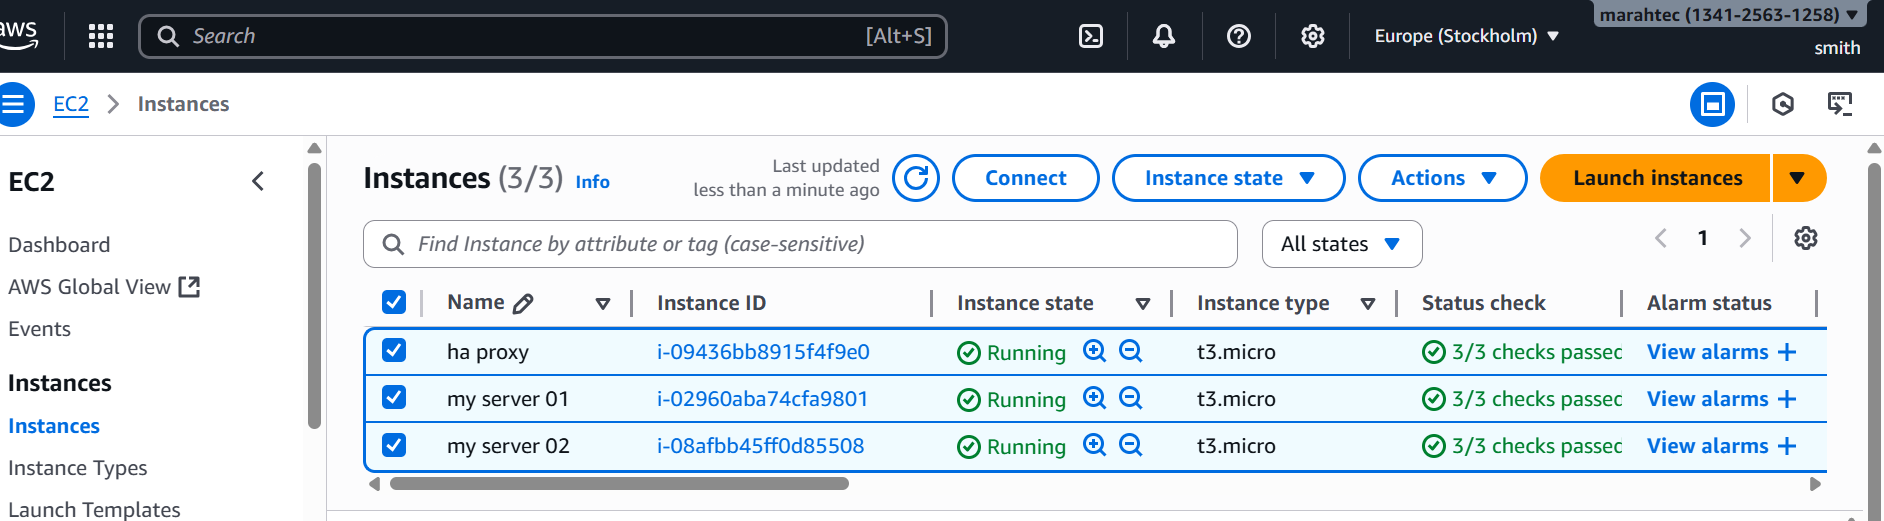 aws
Search [Alt+S]
Europe (Stockholm)
marahtec (1341-2563-1258)
smith
EC2 Instances
EC2
Dashboard
AWS Global View
Events
Instances
Instances
Instance Types
Launch Templates
Instances (3/3) Info
Last updated
less than a minute ago
Connect
Instance state
Actions
Launch instances
Find Instance by attribute or tag (case-sensitive)
All states
1
Name Instance ID Instance state Instance type Status check Alarm status
ha proxy i-09436bb8915f4f9e0 Running t3.micro 3/3 checks passed View alarms +
my server 01 i-02960aba74cfa9801 Running t3.micro 3/3 checks passed View alarms +
my server 02 i-08afbb45ff0d85508 Running t3.micro 3/3 checks passed View alarms +